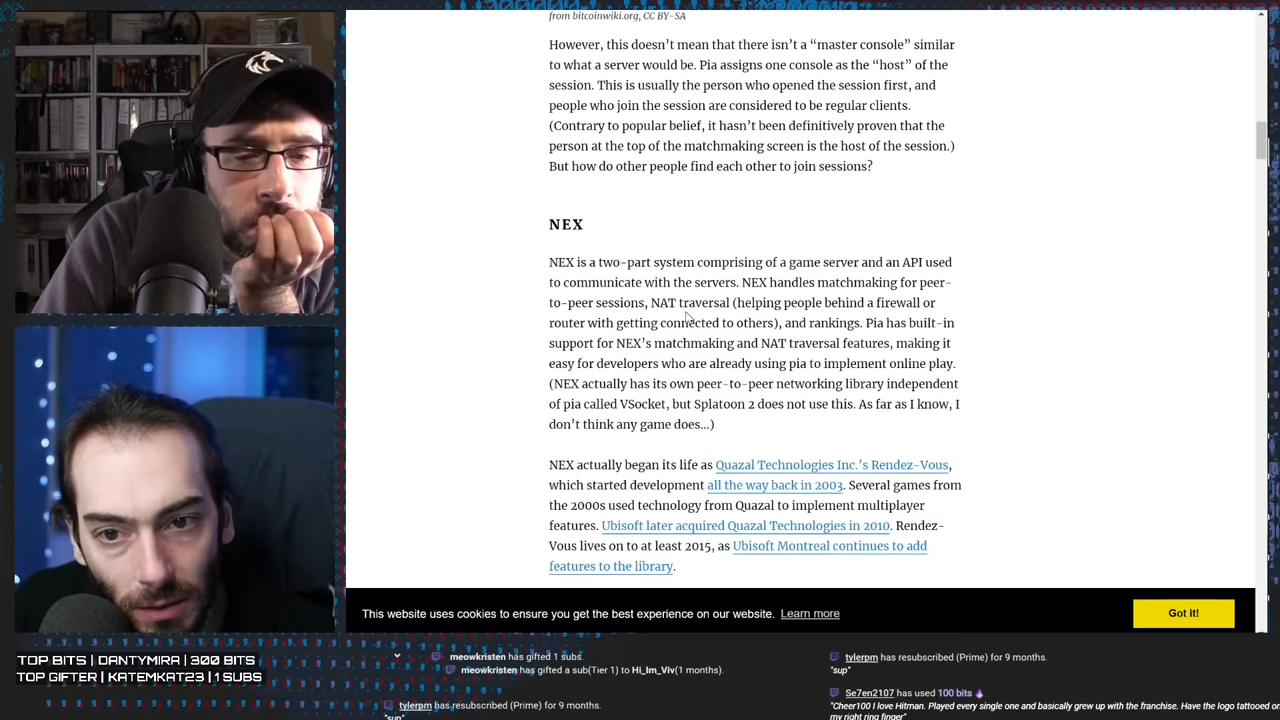 from bitcoinwiki.org, CC BY-SA
However, this doesn’t mean that there isn’t a “master console” similar
to what a server would be. Pia assigns one console as the “host” of the
session. This is usually the person who opened the session first, and
people who join the session are considered to be regular clients.
(Contrary to popular belief, it hasn’t been definitively proven that the
person at the top of the matchmaking screen is the host of the session.)
But how do other people find each other to join sessions?
NEX
NEX is a two-part system comprising of a game server and an API used
to communicate with the servers. NEX handles matchmaking for peer-
to-peer sessions, NAT traversal (helping people behind a firewall or
router with getting connected to others), and rankings. Pia has built-in
support for NEX’s matchmaking and NAT traversal features, making it
easy for developers who are already using pia to implement online play.
(NEX actually has its own peer-to-peer networking library independent
of pia called VSocket, but Splatoon 2 does not use this. As far as I know, I
don’t think any game does…)
NEX actually began its life as Quazal Technologies Inc.’s Rendez-Vous,
which started development all the way back in 2003. Several games from
the 2000s used technology from Quazal to implement multiplayer
features. Ubisoft later acquired Quazal Technologies in 2010. Rendez-
Vous lives on to at least 2015, as Ubisoft Montreal continues to add
features to the library.
This website uses cookies to ensure you get the best experience on our website. Learn more
Got it!
TOP BITS | DANTYMIRA | 300 BITS
TOP GIFTER | KATEMKAT23 | 1 SUBS
meowkristen has gifted 1 subs.
meowkristen has gifted a sub(Tier 1) to Hi_Im_Viv(1 months).
tylerpm has resubscribed (Prime) for 9 months.
"sup"
tylerpm has resubscribed (Prime) for 9 months.
"sup"
Se7en2107 has used 100 bits
"Cheer100 I love Hitman. Played every single one and basically grew up with the franchise. Have the logo tattooed on
my right ring finger"